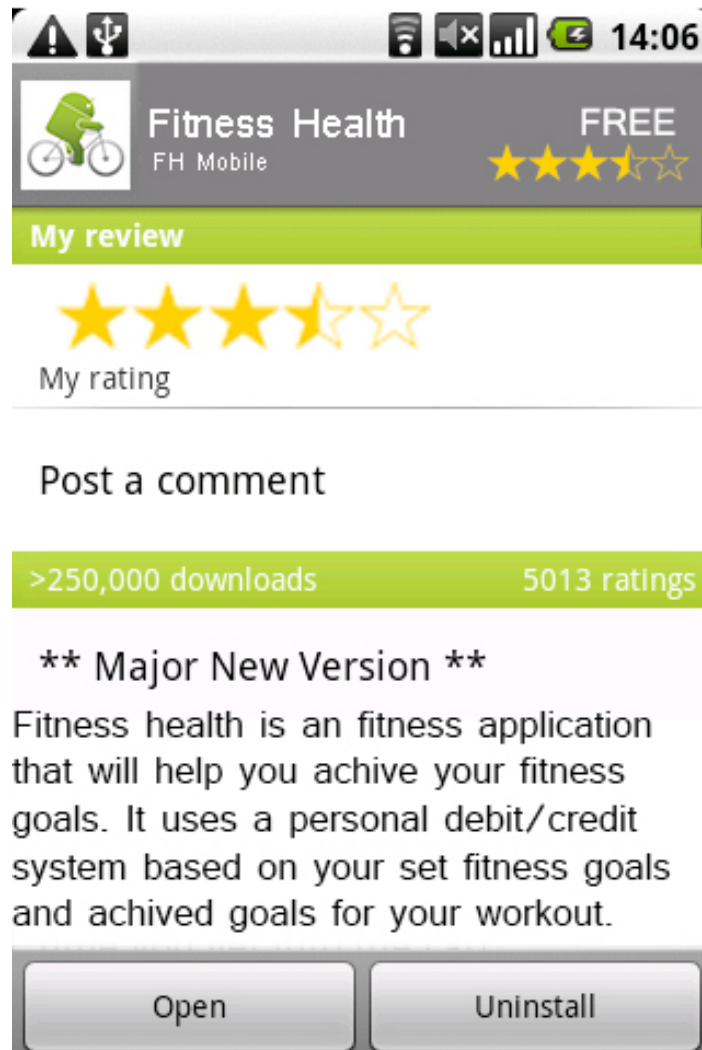 14:06
Fitness Health
FREE
FH Mobile
My review
My rating
Post a comment
>250,000 downloads
5013 ratings
** Major New Version **
Fitness health is an fitness application
that will help you achive your fitness
goals. It uses a personal debit/credit
system based on your set fitness goals
and achived goals for your workout.
Open
Uninstall